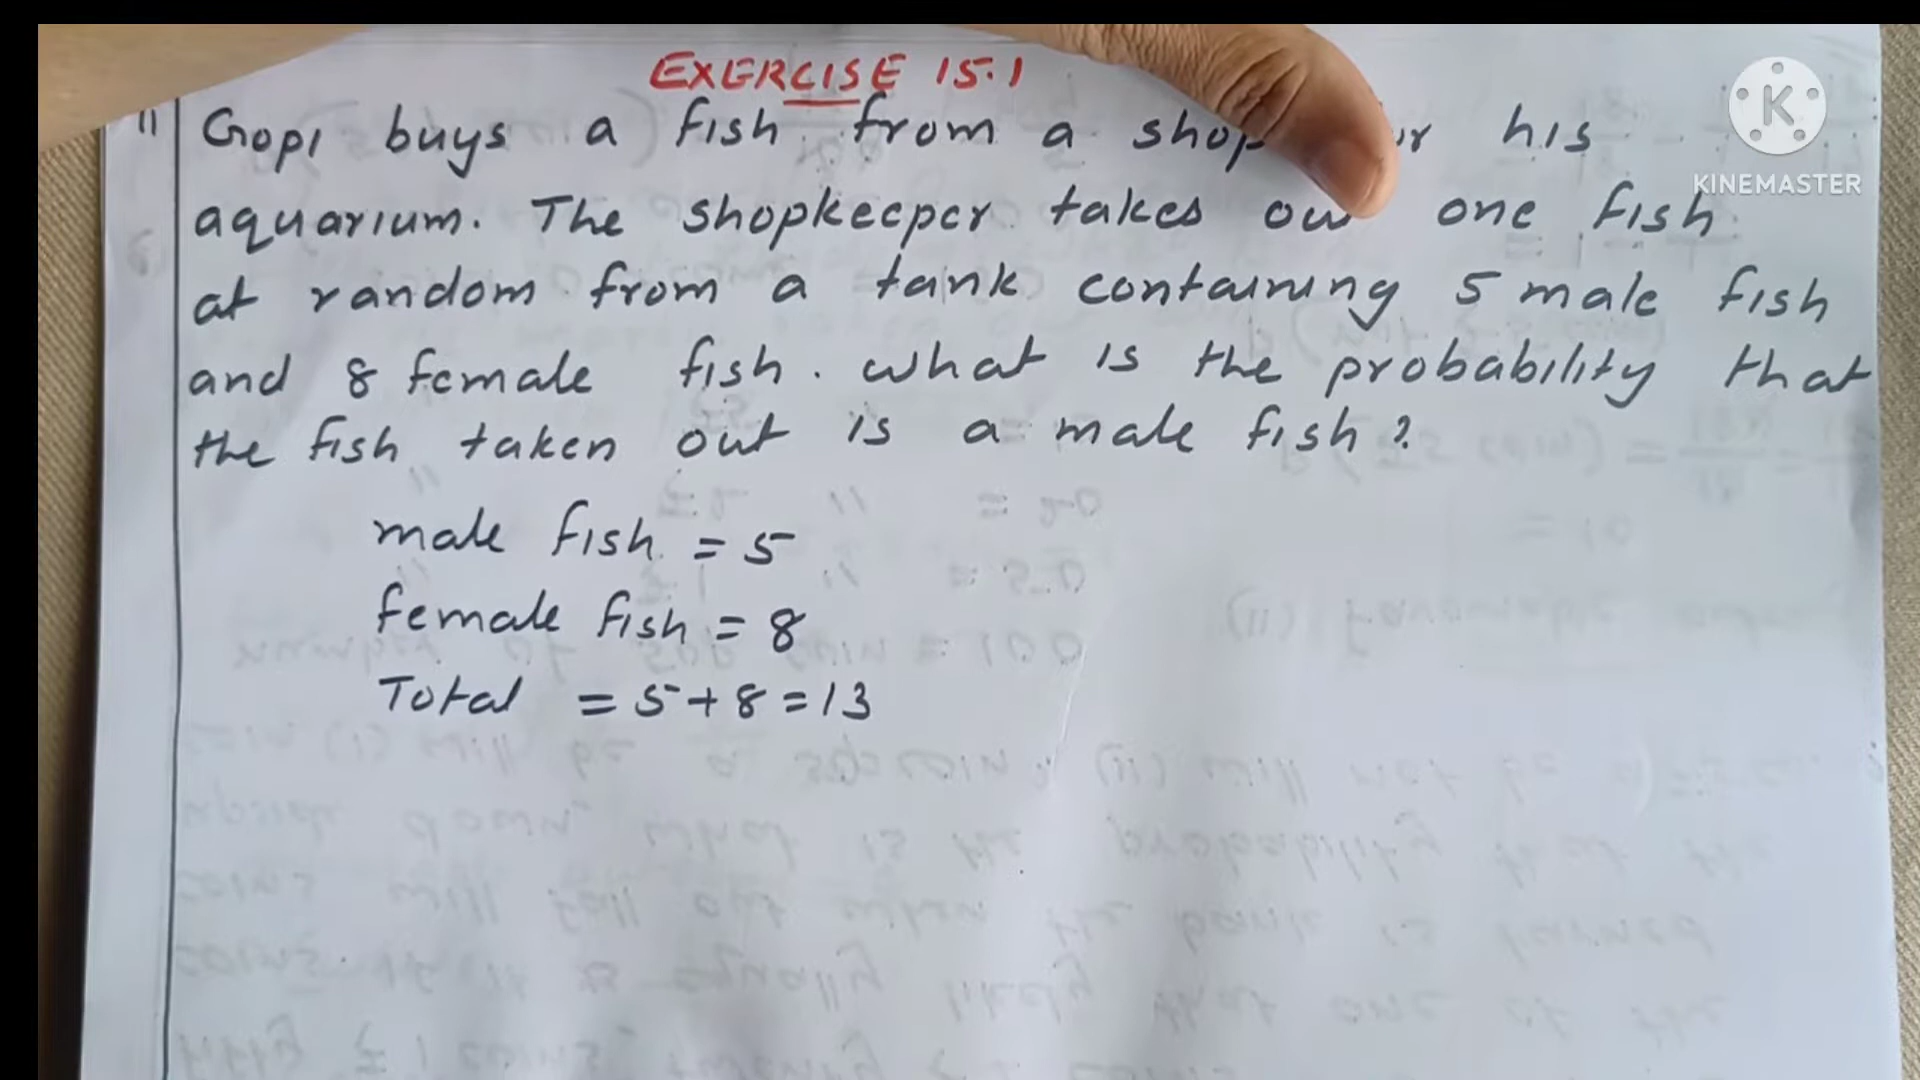 EXERCISE 15.1
11 Gopi buys a fish from a shop his
aquarium. The shopkeeper takes one fish
at random from a tank containing 5 male fish
and 8 female fish. what is the probability that
the fish taken out is a male fish?
male fish = 5
female fish = 8
Total = 5+8=13
KINEMASTER